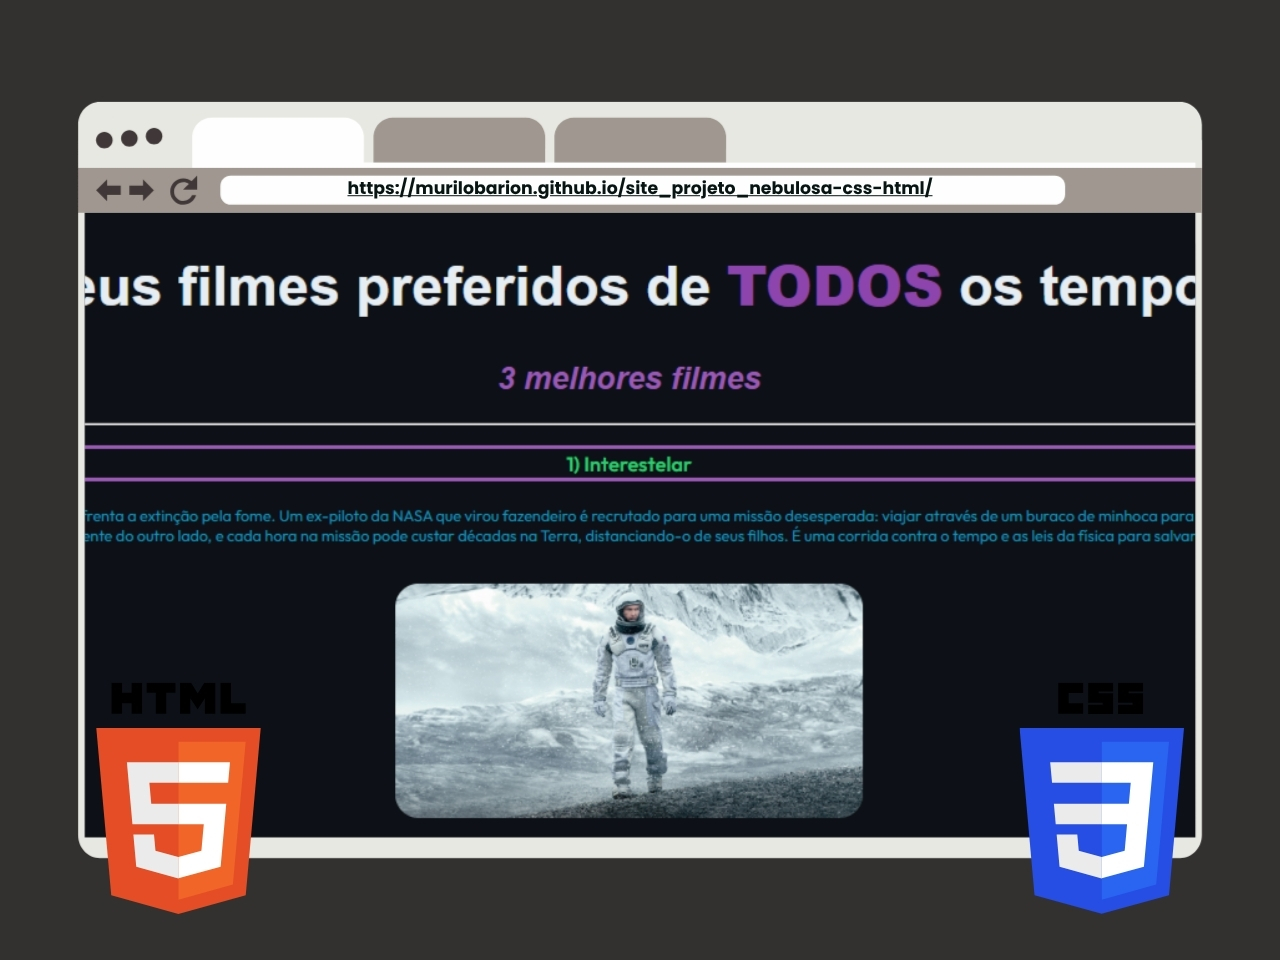 https://murilobarion.github.io/site_projeto_nebulosa-css-html/
eus filmes preferidos de TODOS os tempo
3 melhores filmes
1) Interestelar
frenta a extinção pela fome. Um ex-piloto da NASA que virou fazendeiro é recrutado para uma missão desesperada: viajar através de um buraco de minhoca para
ente do outro lado, e cada hora na missão pode custar décadas na Terra, distanciando-o de seus filhos. É uma corrida contra o tempo e as leis da física para salvar
HTML
CSS
5
3